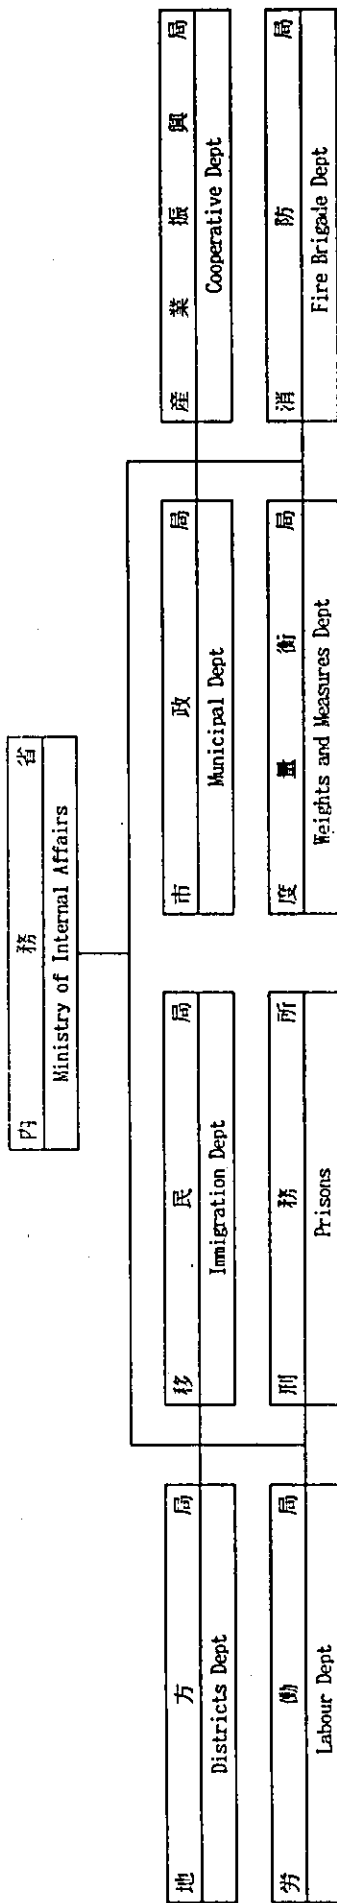 内務省
Ministry of Internal Affairs
地方局
Districts Dept
移民局
Immigration Dept
市政局
Municipal Dept
産業振興局
Cooperative Dept
労働局
Labour Dept
刑務所
Prisons
度量衡局
Weights and Measures Dept
消防局
Fire Brigade Dept